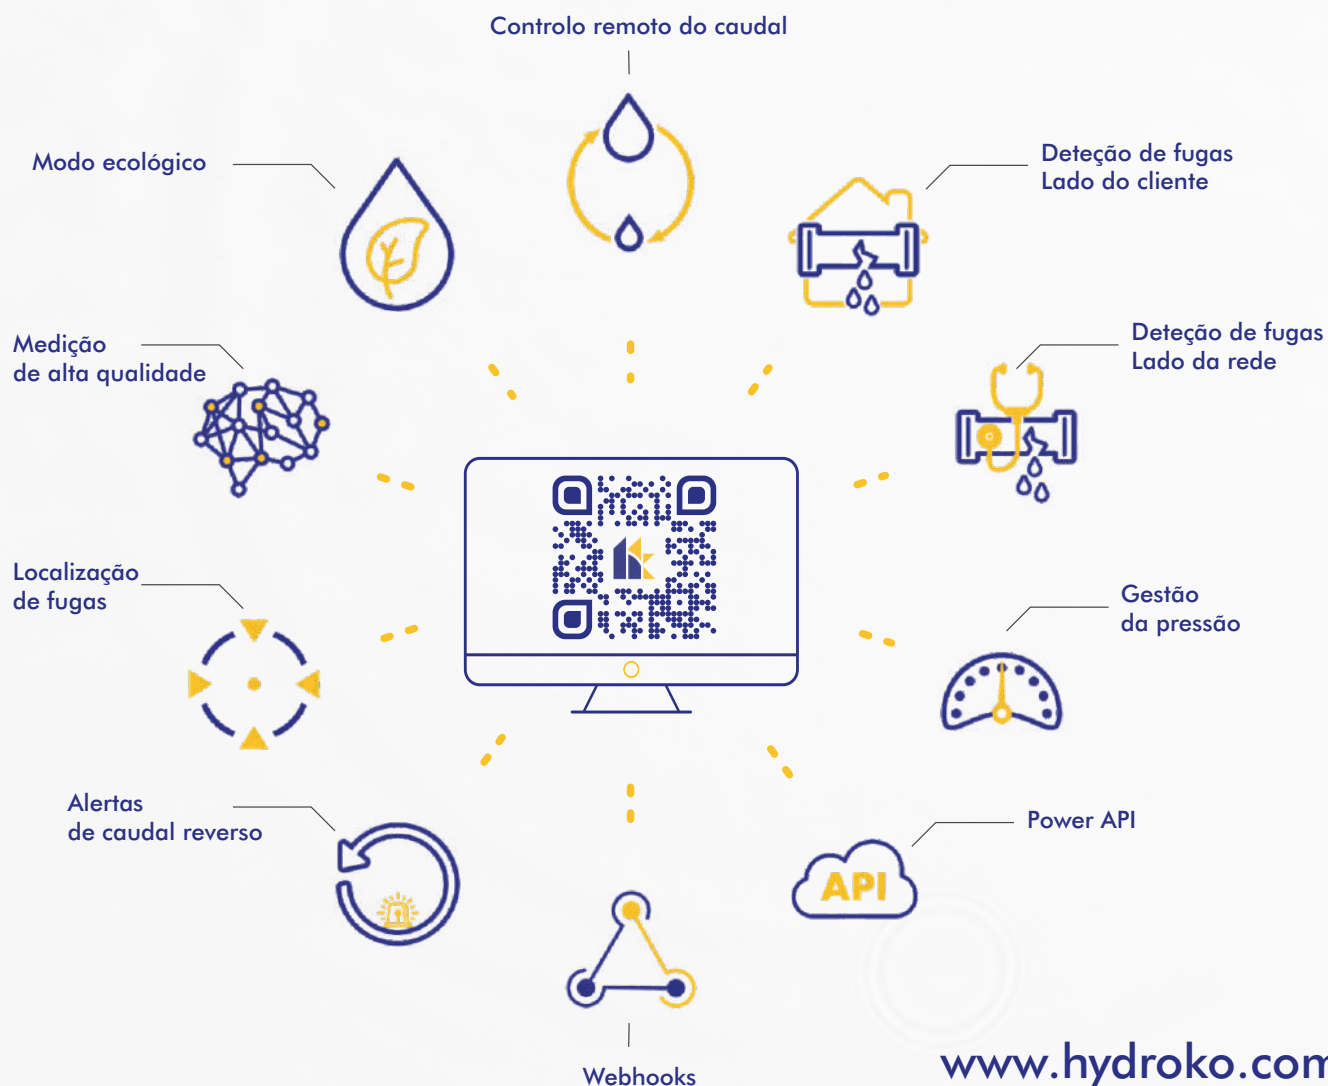 Controlo remoto do caudal
Modo ecológico
Deteção de fugas
Lado do cliente
Medição
de alta qualidade
Deteção de fugas
Lado da rede
Localização
de fugas
Gestão
da pressão
Alertas
de caudal reverso
Power API
API
Webhooks
www.hydroko.com